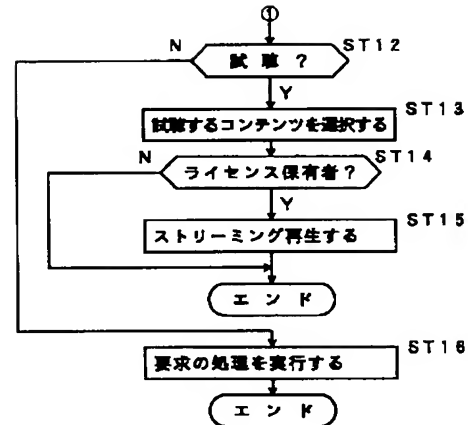 ①
N
ST12
試聴?
Y
ST13
試聴するコンテンツを選択する
N
ST14
ライセンス保有者?
Y
ST15
ストリーミング再生する
エンド
ST16
要求の処理を実行する
エンド